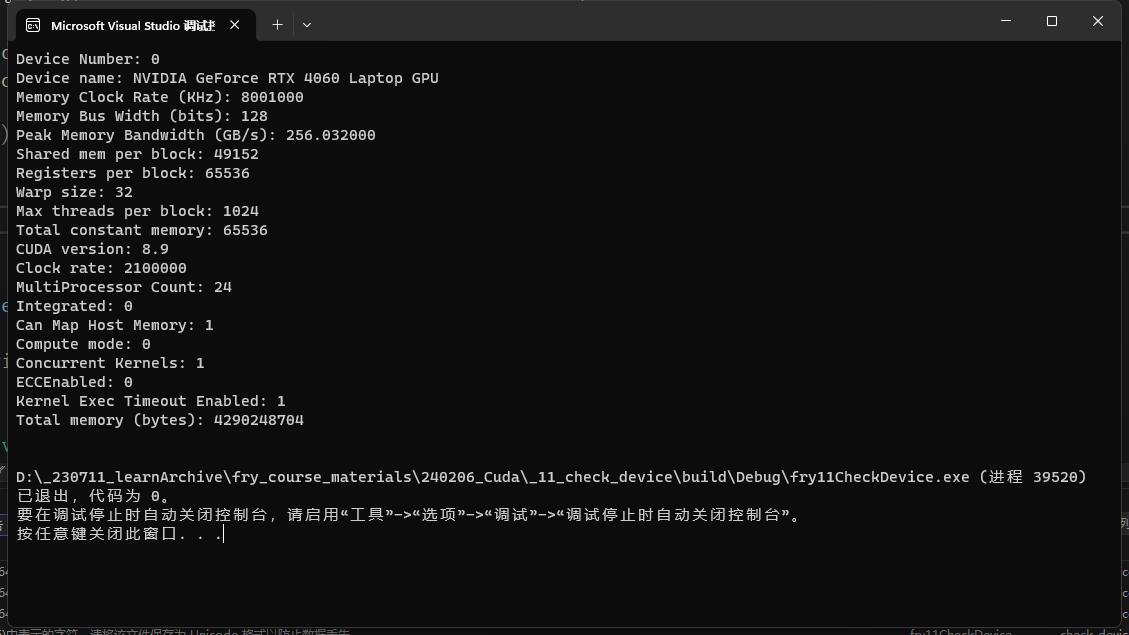 Microsoft Visual Studio 调试
Device Number: 0
Device name: NVIDIA GeForce RTX 4060 Laptop GPU
Memory Clock Rate (KHz): 8001000
Memory Bus Width (bits): 128
Peak Memory Bandwidth (GB/s): 256.032000
Shared mem per block: 49152
Registers per block: 65536
Warp size: 32
Max threads per block: 1024
Total constant memory: 65536
CUDA version: 8.9
Clock rate: 2100000
MultiProcessor Count: 24
Integrated: 0
Can Map Host Memory: 1
Compute mode: 0
Concurrent Kernels: 1
ECCEnabled: 0
Kernel Exec Timeout Enabled: 1
Total memory (bytes): 4290248704
D:\_230711_learnArchive\fry_course_materials\240206_Cuda\_11_check_device\build\Debug\fry11CheckDevice.exe (进程 39520)
已退出，代码为 0。
要在调试停止时自动关闭控制台，请启用“工具”->“选项”->“调试”->“调试停止时自动关闭控制台”。
按任意键关闭此窗口. . .